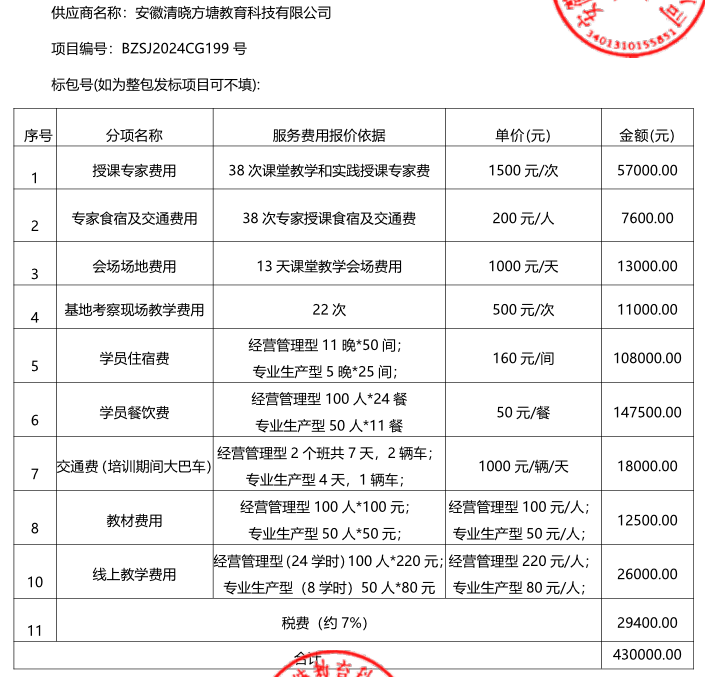 供应商名称：安徽清晓方塘教育科技有限公司
项目编号：BZSJ2024CG199 号
标包号(如为整包发标项目可不填):
3401310155851
序号 分项名称 服务费用报价依据 单价(元) 金额(元)
1 授课专家费用 38 次课堂教学和实践授课专家费 1500 元/次 57000.00
2 专家食宿及交通费用 38 次专家授课食宿及交通费 200 元/人 7600.00
3 会场场地费用 13 天课堂教学会场费用 1000 元/天 13000.00
4 基地考察现场教学费用 22 次 500 元/次 11000.00
5 学员住宿费 经营管理型 11 晚*50 间； 160 元/间 108000.00
专业生产型 5 晚*25 间；
6 学员餐饮费 经营管理型 100 人*24 餐 50 元/餐 147500.00
专业生产型 50 人*11 餐
7 交通费 (培训期间大巴车) 经营管理型 2 个班共 7 天，2 辆车； 1000 元/辆/天 18000.00
专业生产型 4 天，1 辆车；
8 教材费用 经营管理型 100 人*100 元； 经营管理型 100 元/人； 12500.00
专业生产型 50 人*50 元； 专业生产型 50 元/人；
10 线上教学费用 经营管理型 (24 学时) 100 人*220 元； 经营管理型 220 元/人； 26000.00
专业生产型（8 学时）50 人*80 元 专业生产型 80 元/人；
11 税费（约 7%） 29400.00
合计 430000.00